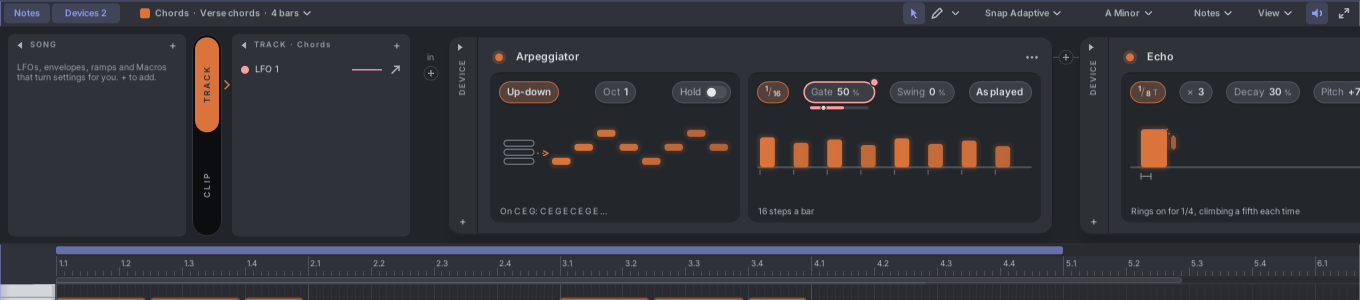 Notes Devices 2 Chords · Verse chords · 4 bars Snap Adaptive A Minor Notes View
SONG +
LFOs, envelopes, ramps and Macros
that turn settings for you. + to add.
TRACK
CLIP
TRACK · Chords +
LFO 1
in
+
DEVICE
+
Arpeggiator
Up-down Oct 1 Hold
On C E G: C E G E C E G E ...
1/16 Gate 50 % Swing 0 % As played
16 steps a bar
+
DEVICE
+
Echo
1/8 T × 3 Decay 30 % Pitch +7
Rings on for 1/4, climbing a fifth each time
1.1 1.2 1.3 1.4 2.1 2.2 2.3 2.4 3.1 3.2 3.3 3.4 4.1 4.2 4.3 4.4 5.1 5.2 5.3 5.4 6.1